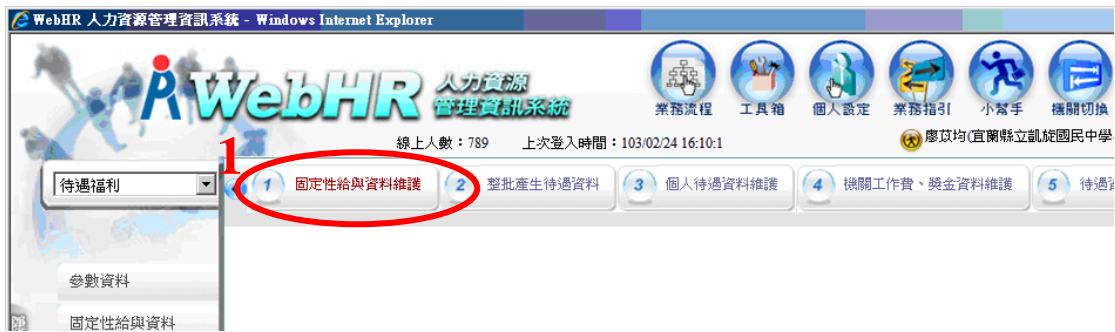 WebHR 人力資源管理資訊系統 - Windows Internet Explorer
WebHR 人力資源
管理資訊系統
業務流程 工具箱 個人設定 業務指引 小幫手 機關切換
線上人數：789 上次登入時間：103/02/24 16:10:1 廖苡均(宜蘭縣立凱旋國民中學
1
待遇福利
1 固定性給與資料維護 2 整批產生待遇資料 3 個人待遇資料維護 4 機關工作費、獎金資料維護 5 待遇
參數資料
固定性給與資料